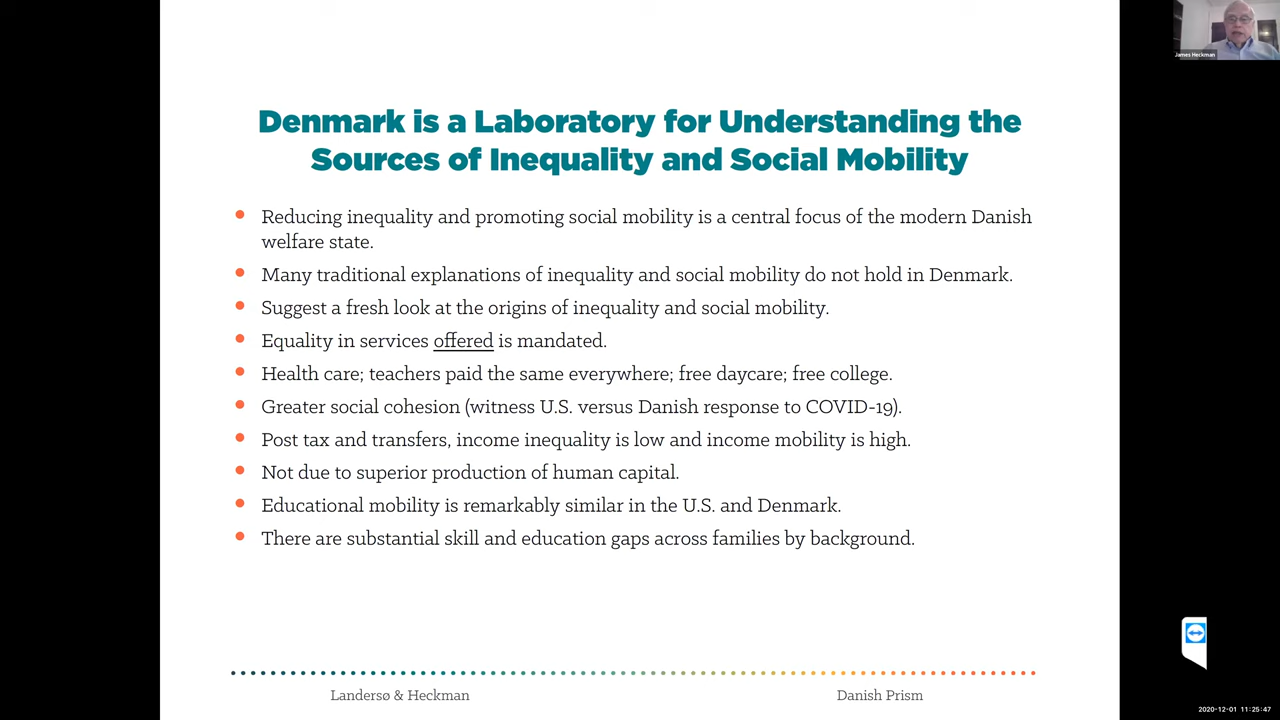 James Heckman
Denmark is a Laboratory for Understanding the
Sources of Inequality and Social Mobility
Reducing inequality and promoting social mobility is a central focus of the modern Danish
welfare state.
Many traditional explanations of inequality and social mobility do not hold in Denmark.
Suggest a fresh look at the origins of inequality and social mobility.
Equality in services offered is mandated.
Health care; teachers paid the same everywhere; free daycare; free college.
Greater social cohesion (witness U.S. versus Danish response to COVID-19).
Post tax and transfers, income inequality is low and income mobility is high.
Not due to superior production of human capital.
Educational mobility is remarkably similar in the U.S. and Denmark.
There are substantial skill and education gaps across families by background.
Landersø & Heckman
Danish Prism
2020-12-01 11:25:47